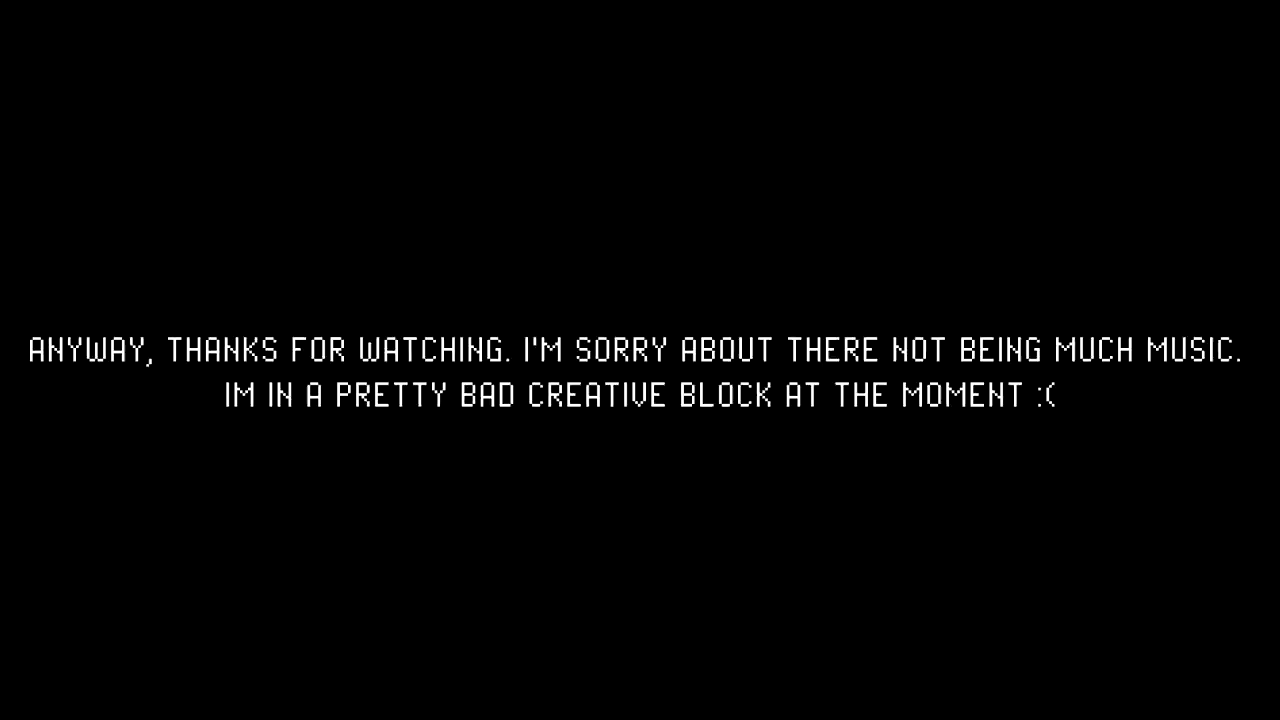 ANYWAY, THANKS FOR WATCHING. I'M SORRY ABOUT THERE NOT BEING MUCH MUSIC.
IM IN A PRETTY BAD CREATIVE BLOCK AT THE MOMENT :(